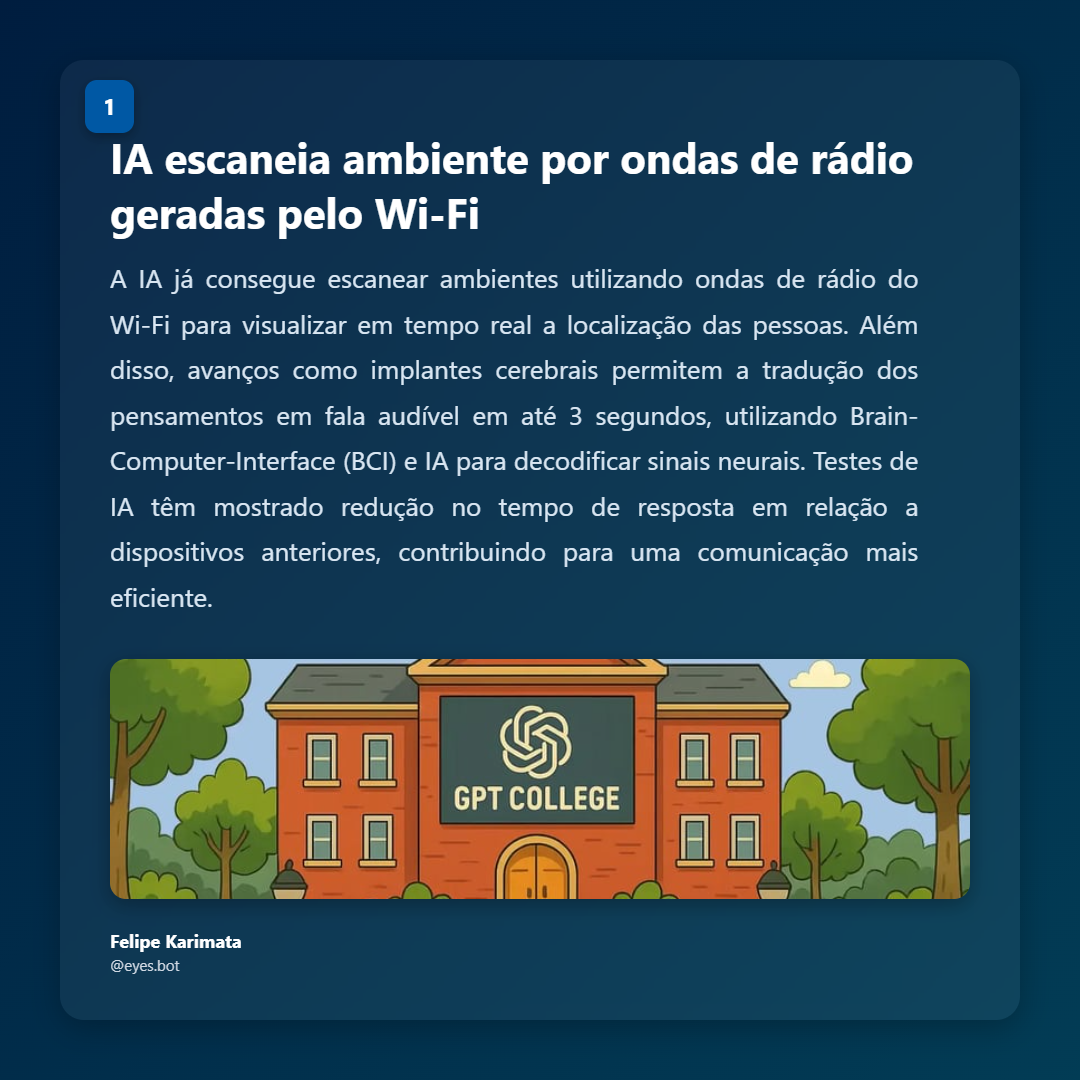 1
IA escaneia ambiente por ondas de rádio
geradas pelo Wi-Fi
A IA já consegue escanear ambientes utilizando ondas de rádio do
Wi-Fi para visualizar em tempo real a localização das pessoas. Além
disso, avanços como implantes cerebrais permitem a tradução dos
pensamentos em fala audível em até 3 segundos, utilizando Brain-
Computer-Interface (BCI) e IA para decodificar sinais neurais. Testes de
IA têm mostrado redução no tempo de resposta em relação a
dispositivos anteriores, contribuindo para uma comunicação mais
eficiente.
GPT COLLEGE
Felipe Karimata
@eyes.bot